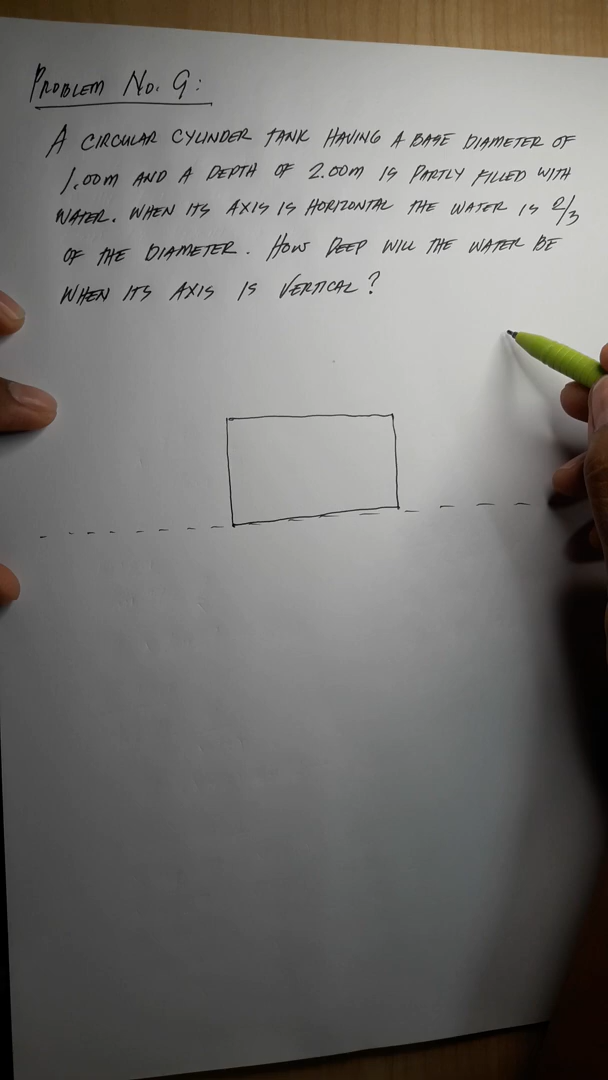 PROBLEM NO. 9:
A CIRCULAR CYLINDER TANK HAVING A BASE DIAMETER OF
1.00M AND A DEPTH OF 2.00M IS PARTLY FILLED WITH
WATER. WHEN ITS AXIS IS HORIZONTAL THE WATER IS 2/3
OF THE DIAMETER. HOW DEEP WILL THE WATER BE
WHEN ITS AXIS IS VERTICAL?